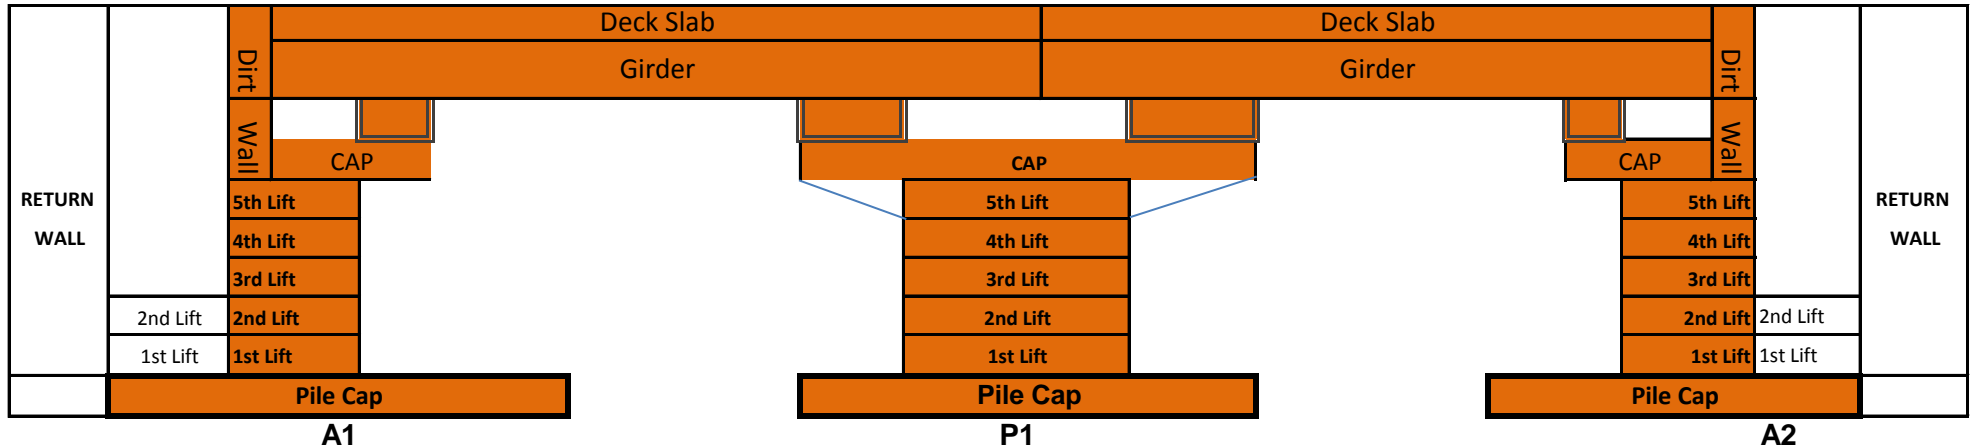 Deck Slab Deck Slab
Girder Girder
Dirt Wall Dirt Wall
CAP CAP CAP
RETURN WALL 5th Lift 5th Lift 5th Lift RETURN WALL
4th Lift 4th Lift 4th Lift
3rd Lift 3rd Lift 3rd Lift
2nd Lift 2nd Lift 2nd Lift 2nd Lift 2nd Lift
1st Lift 1st Lift 1st Lift 1st Lift 1st Lift
Pile Cap Pile Cap Pile Cap
A1 P1 A2